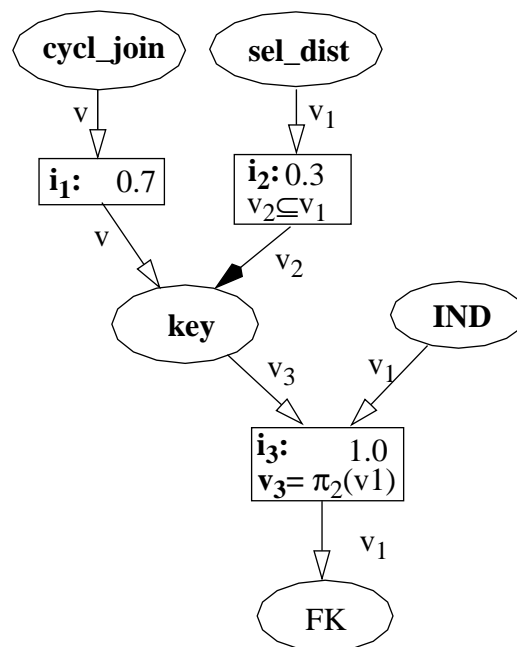 cycl_join
sel_dist
v
v₁
i₁: 0.7
i₂: 0.3
v₂⊆v₁
v
v₂
key
IND
v₃
v₁
i₃: 1.0
v₃= π₂(v1)
v₁
FK